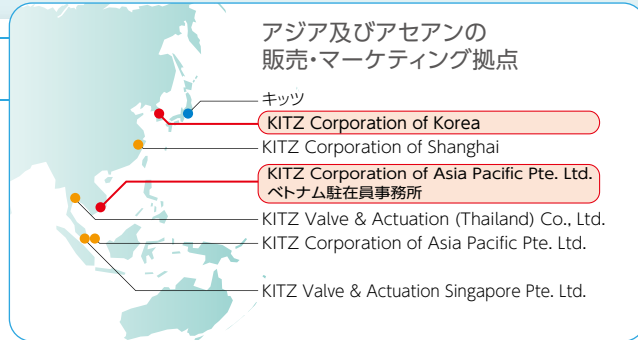 アジア及びアセアンの
販売・マーケティング拠点
キッツ
KITZ Corporation of Korea
KITZ Corporation of Shanghai
KITZ Corporation of Asia Pacific Pte. Ltd.
ベトナム駐在員事務所
KITZ Valve & Actuation (Thailand) Co., Ltd.
KITZ Corporation of Asia Pacific Pte. Ltd.
KITZ Valve & Actuation Singapore Pte. Ltd.